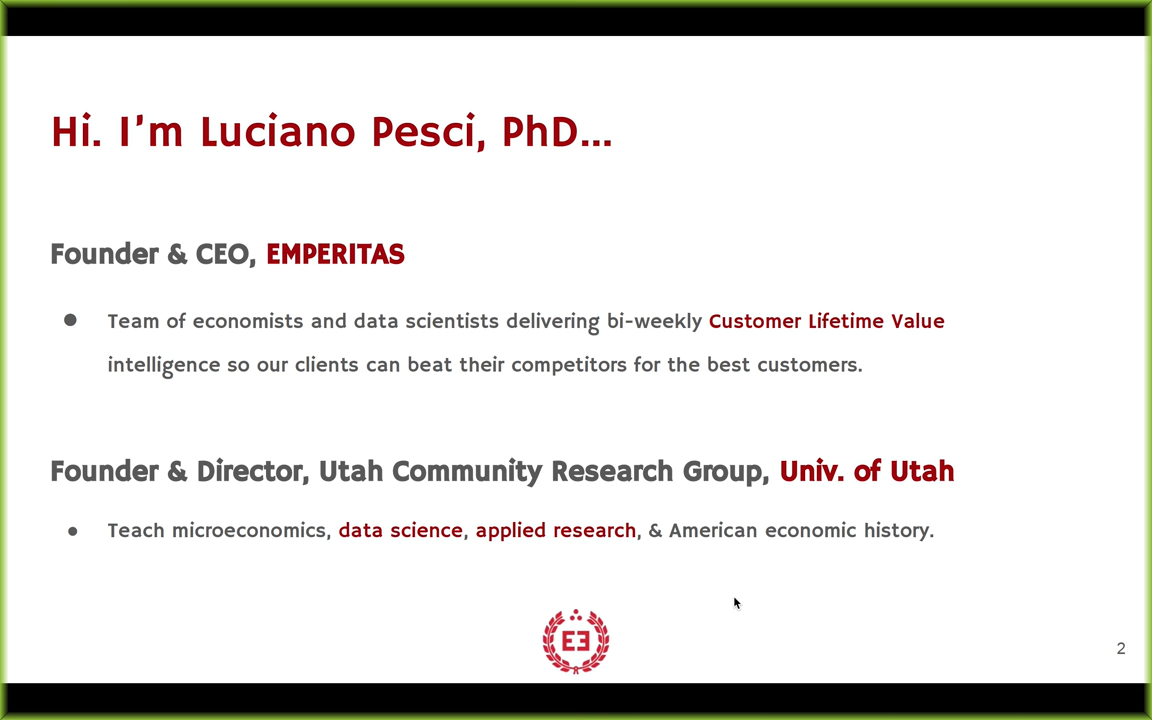 Hi. I'm Luciano Pesci, PhD...
Founder & CEO, EMPERITAS
● Team of economists and data scientists delivering bi-weekly Customer Lifetime Value
intelligence so our clients can beat their competitors for the best customers.
Founder & Director, Utah Community Research Group, Univ. of Utah
● Teach microeconomics, data science, applied research, & American economic history.
EE
2